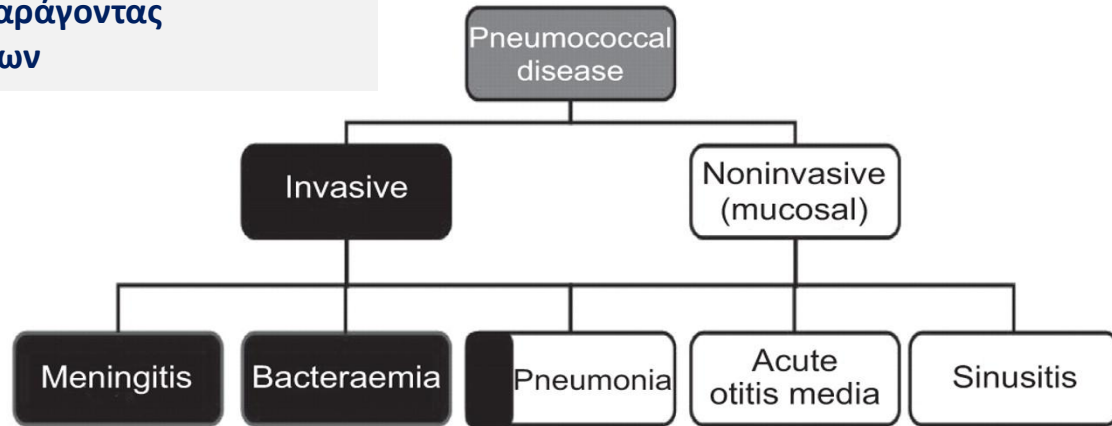 αράγοντας
ων
Pneumococcal
disease
Invasive
Noninvasive
(mucosal)
Meningitis
Bacteraemia
Pneumonia
Acute
otitis media
Sinusitis